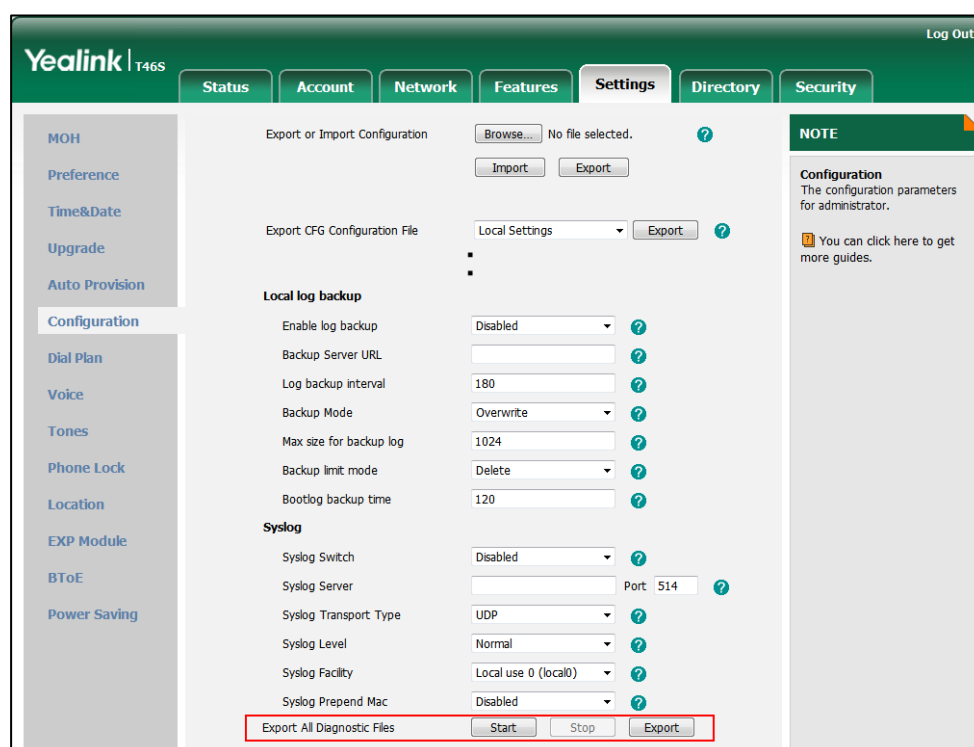 Log Out
Yealink T46S
Status Account Network Features Settings Directory Security
MOH
Preference
Time&Date
Upgrade
Auto Provision
Configuration
Dial Plan
Voice
Tones
Phone Lock
Location
EXP Module
BToE
Power Saving
Export or Import Configuration Browse... No file selected. ?
Import Export
Export CFG Configuration File Local Settings Export ?
Local log backup
Enable log backup Disabled ?
Backup Server URL ?
Log backup interval 180 ?
Backup Mode Overwrite ?
Max size for backup log 1024 ?
Backup limit mode Delete ?
Bootlog backup time 120 ?
Syslog
Syslog Switch Disabled ?
Syslog Server Port 514 ?
Syslog Transport Type UDP ?
Syslog Level Normal ?
Syslog Facility Local use 0 (local0) ?
Syslog Prepend Mac Disabled ?
Export All Diagnostic Files Start Stop Export
NOTE
Configuration
The configuration parameters
for administrator.
? You can click here to get
more guides.